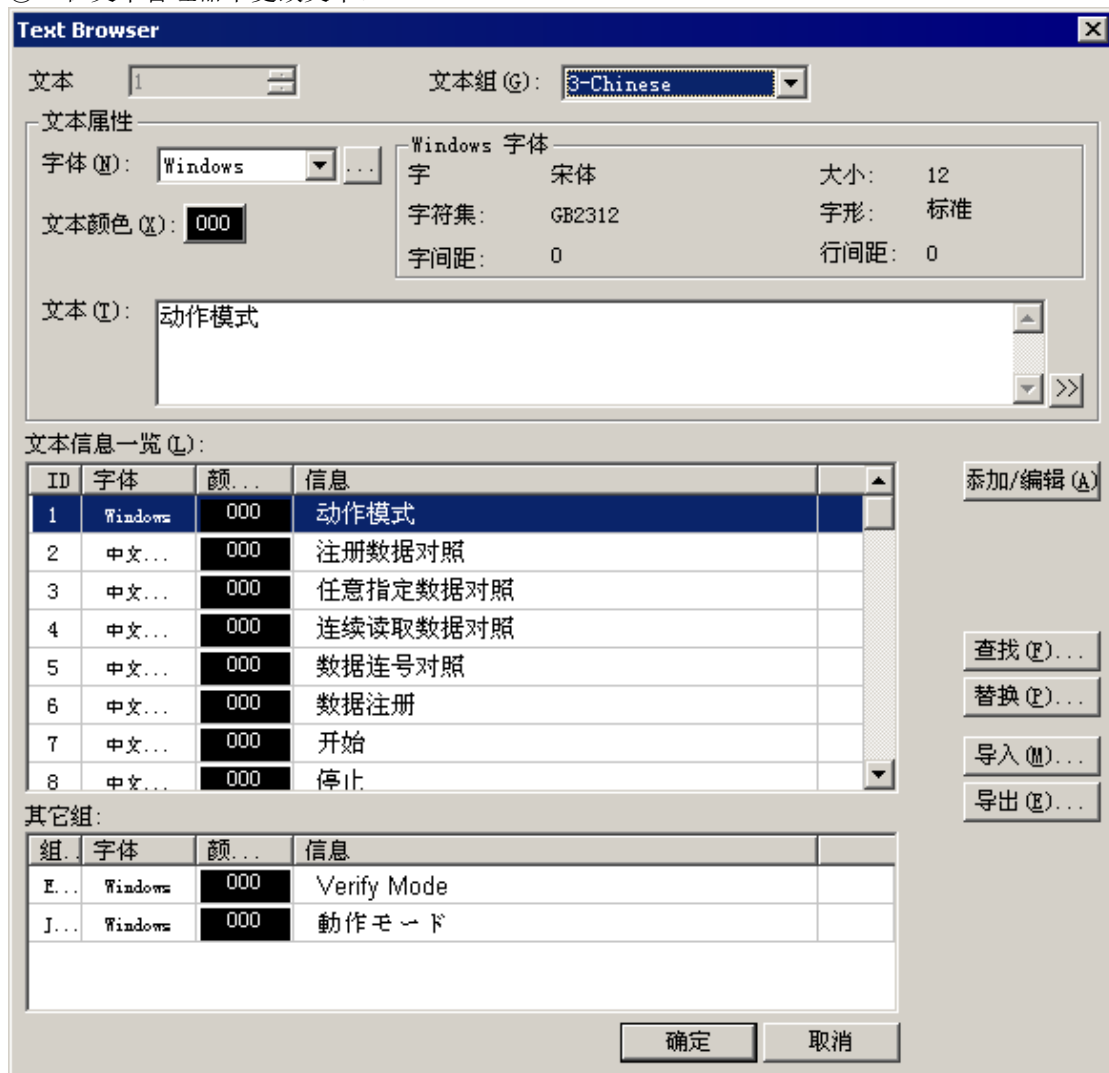 Text Browser
文本 1 文本组(G): 3-Chinese
文本属性
字体(N): Windows ...
Windows 字体
字 宋体 大小: 12
文本颜色(X): 000
字符集: GB2312 字形: 标准
字间距: 0 行间距: 0
文本(T): 动作模式
>>
文本信息一览(L):
ID 字体 颜... 信息
添加/编辑(A)
1 Windows 000 动作模式
2 中文... 000 注册数据对照
3 中文... 000 任意指定数据对照
4 中文... 000 连续读取数据对照
5 中文... 000 数据连号对照
6 中文... 000 数据注册
7 中文... 000 开始
8 中文... 000 停止
查找(F)...
替换(P)...
导入(M)...
导出(E)...
其它组:
组.. 字体 颜... 信息
E... Windows 000 Verify Mode
J... Windows 000 動作モード
确定 取消